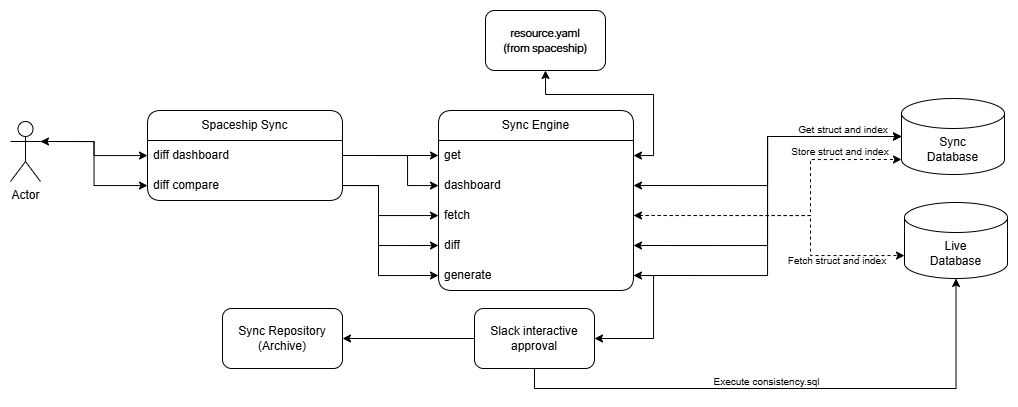 resource.yaml
(from spaceship)
Spaceship Sync
diff dashboard
diff compare
Actor
Sync Engine
get
dashboard
fetch
diff
generate
Get struct and index
Store struct and index
Sync
Database
Live
Database
Fetch struct and index
Sync Repository
(Archive)
Slack interactive
approval
Execute consistency.sql